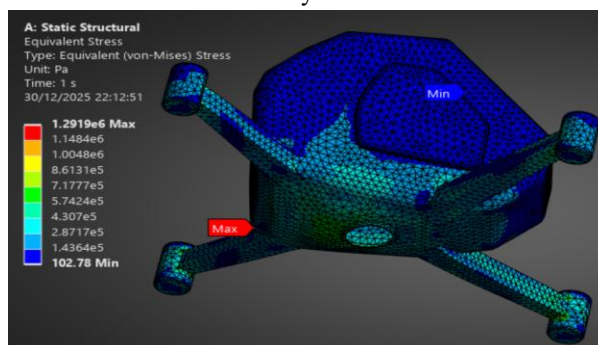 A: Static Structural
Equivalent Stress
Type: Equivalent (von-Mises) Stress
Unit: Pa
Time: 1 s
30/12/2025 22:12:51
1.2919e6 Max
1.1484e6
1.0048e6
8.6131e5
7.1777e5
5.7424e5
4.307e5
2.8717e5
1.4364e5
102.78 Min
Min
Max